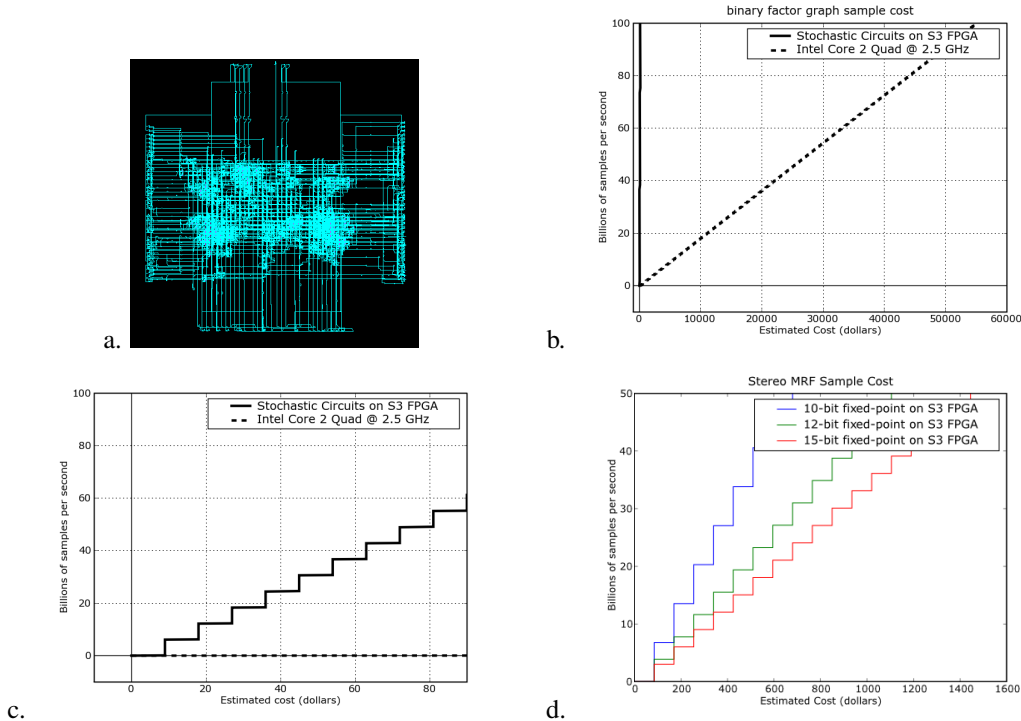 a.
binary factor graph sample cost
Stochastic Circuits on S3 FPGA
Intel Core 2 Quad @ 2.5 GHz
Billions of samples per second
100
80
60
40
20
0
0 10000 20000 30000 40000 50000 60000
Estimated Cost (dollars)
b.
Stochastic Circuits on S3 FPGA
Intel Core 2 Quad @ 2.5 GHz
Billions of samples per second
100
80
60
40
20
0
0 20 40 60 80
Estimated cost (dollars)
c.
Stereo MRF Sample Cost
10-bit fixed-point on S3 FPGA
12-bit fixed-point on S3 FPGA
15-bit fixed-point on S3 FPGA
Billions of samples per second
50
40
30
20
10
0
0 200 400 600 800 1000 1200 1400 1600
Estimated Cost (dollars)
d.